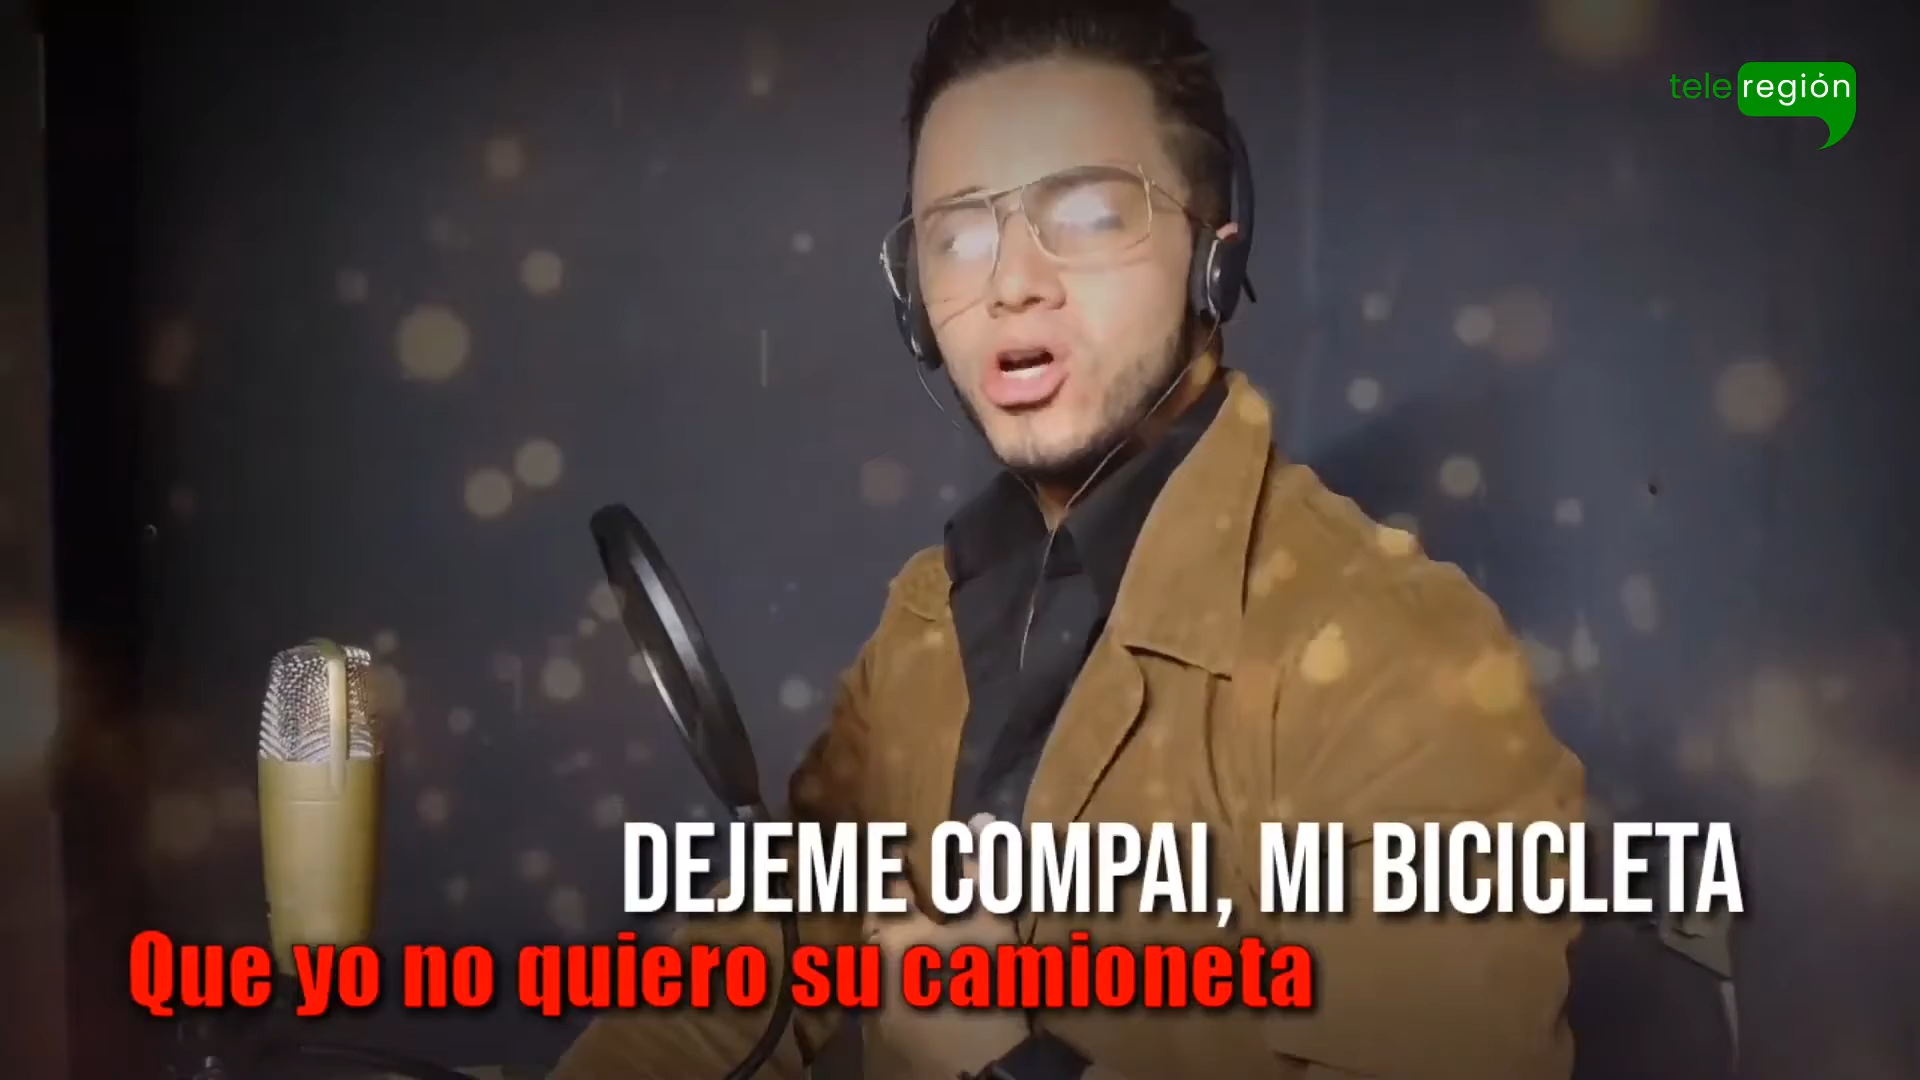 tele región
DEJEME COMPAI, MI BICICLETA
Que yo no quiero su camioneta